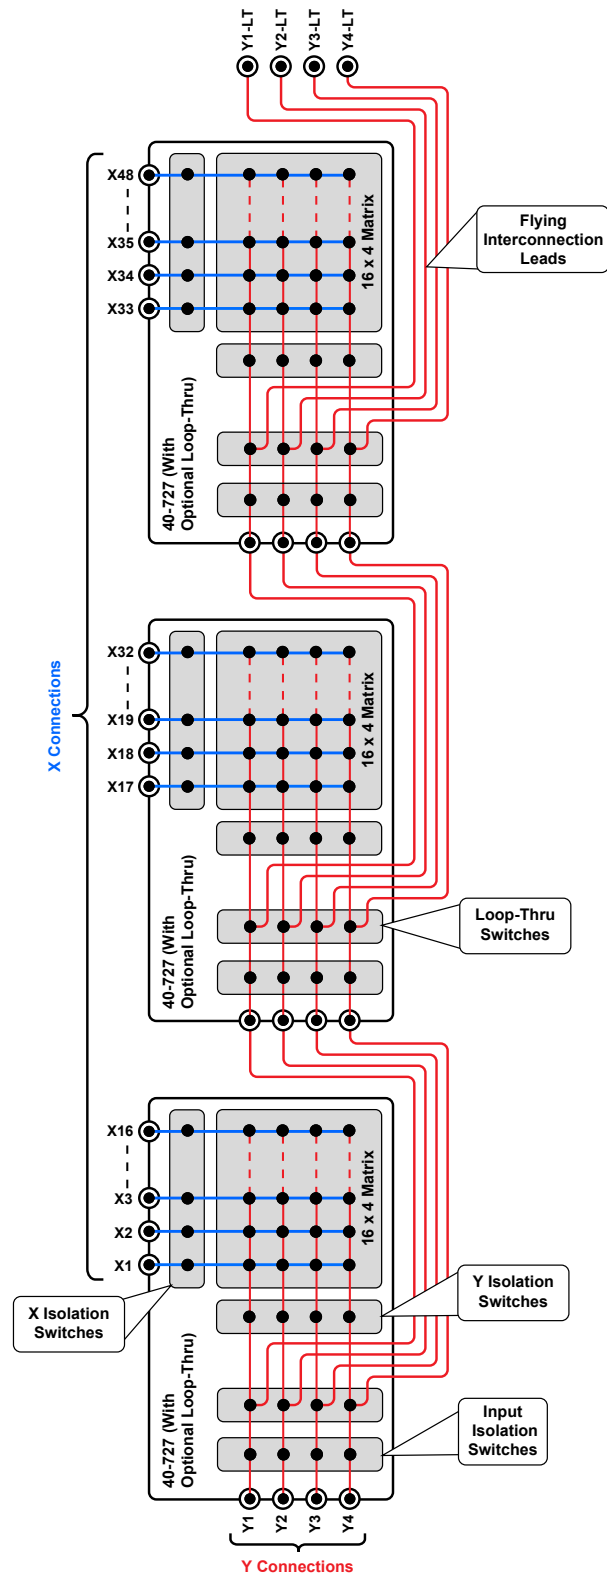 Y1-LT
Y2-LT
Y3-LT
Y4-LT
X48
X35
X34
X33
16 x 4 Matrix
40-727 (With
Optional Loop-Thru)
Flying
Interconnection
Leads
X Connections
X32
X19
X18
X17
16 x 4 Matrix
40-727 (With
Optional Loop-Thru)
Loop-Thru
Switches
X16
X3
X2
X1
16 x 4 Matrix
40-727 (With
Optional Loop-Thru)
X Isolation
Switches
Y Isolation
Switches
Input
Isolation
Switches
Y1
Y2
Y3
Y4
Y Connections